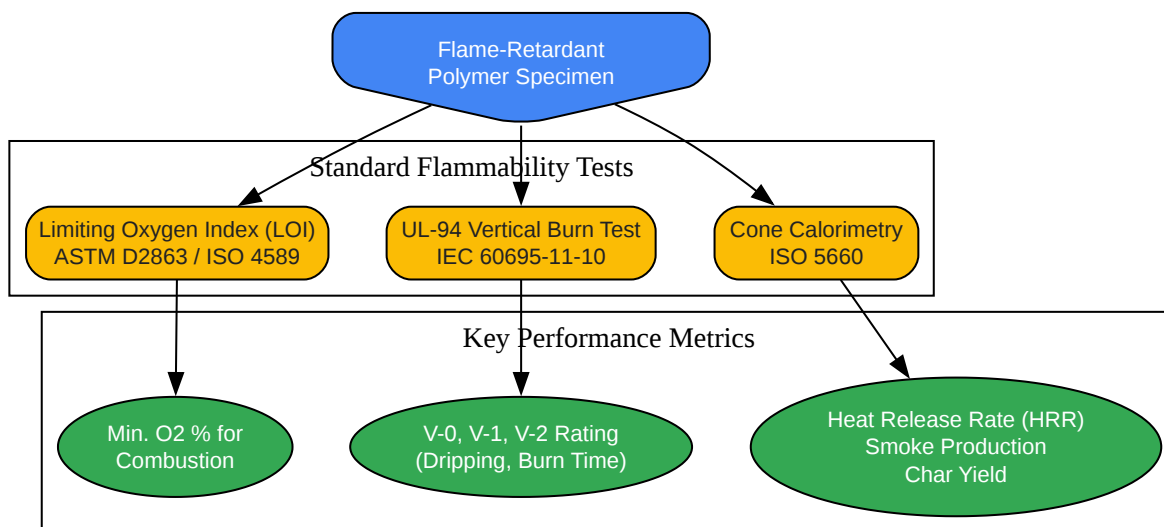 Flame-Retardant
Polymer Specimen
Standard Flammability Tests
Limiting Oxygen Index (LOI)
ASTM D2863 / ISO 4589
UL-94 Vertical Burn Test
IEC 60695-11-10
Cone Calorimetry
ISO 5660
Key Performance Metrics
Min. O2 % for
Combustion
V-0, V-1, V-2 Rating
(Dripping, Burn Time)
Heat Release Rate (HRR)
Smoke Production
Char Yield